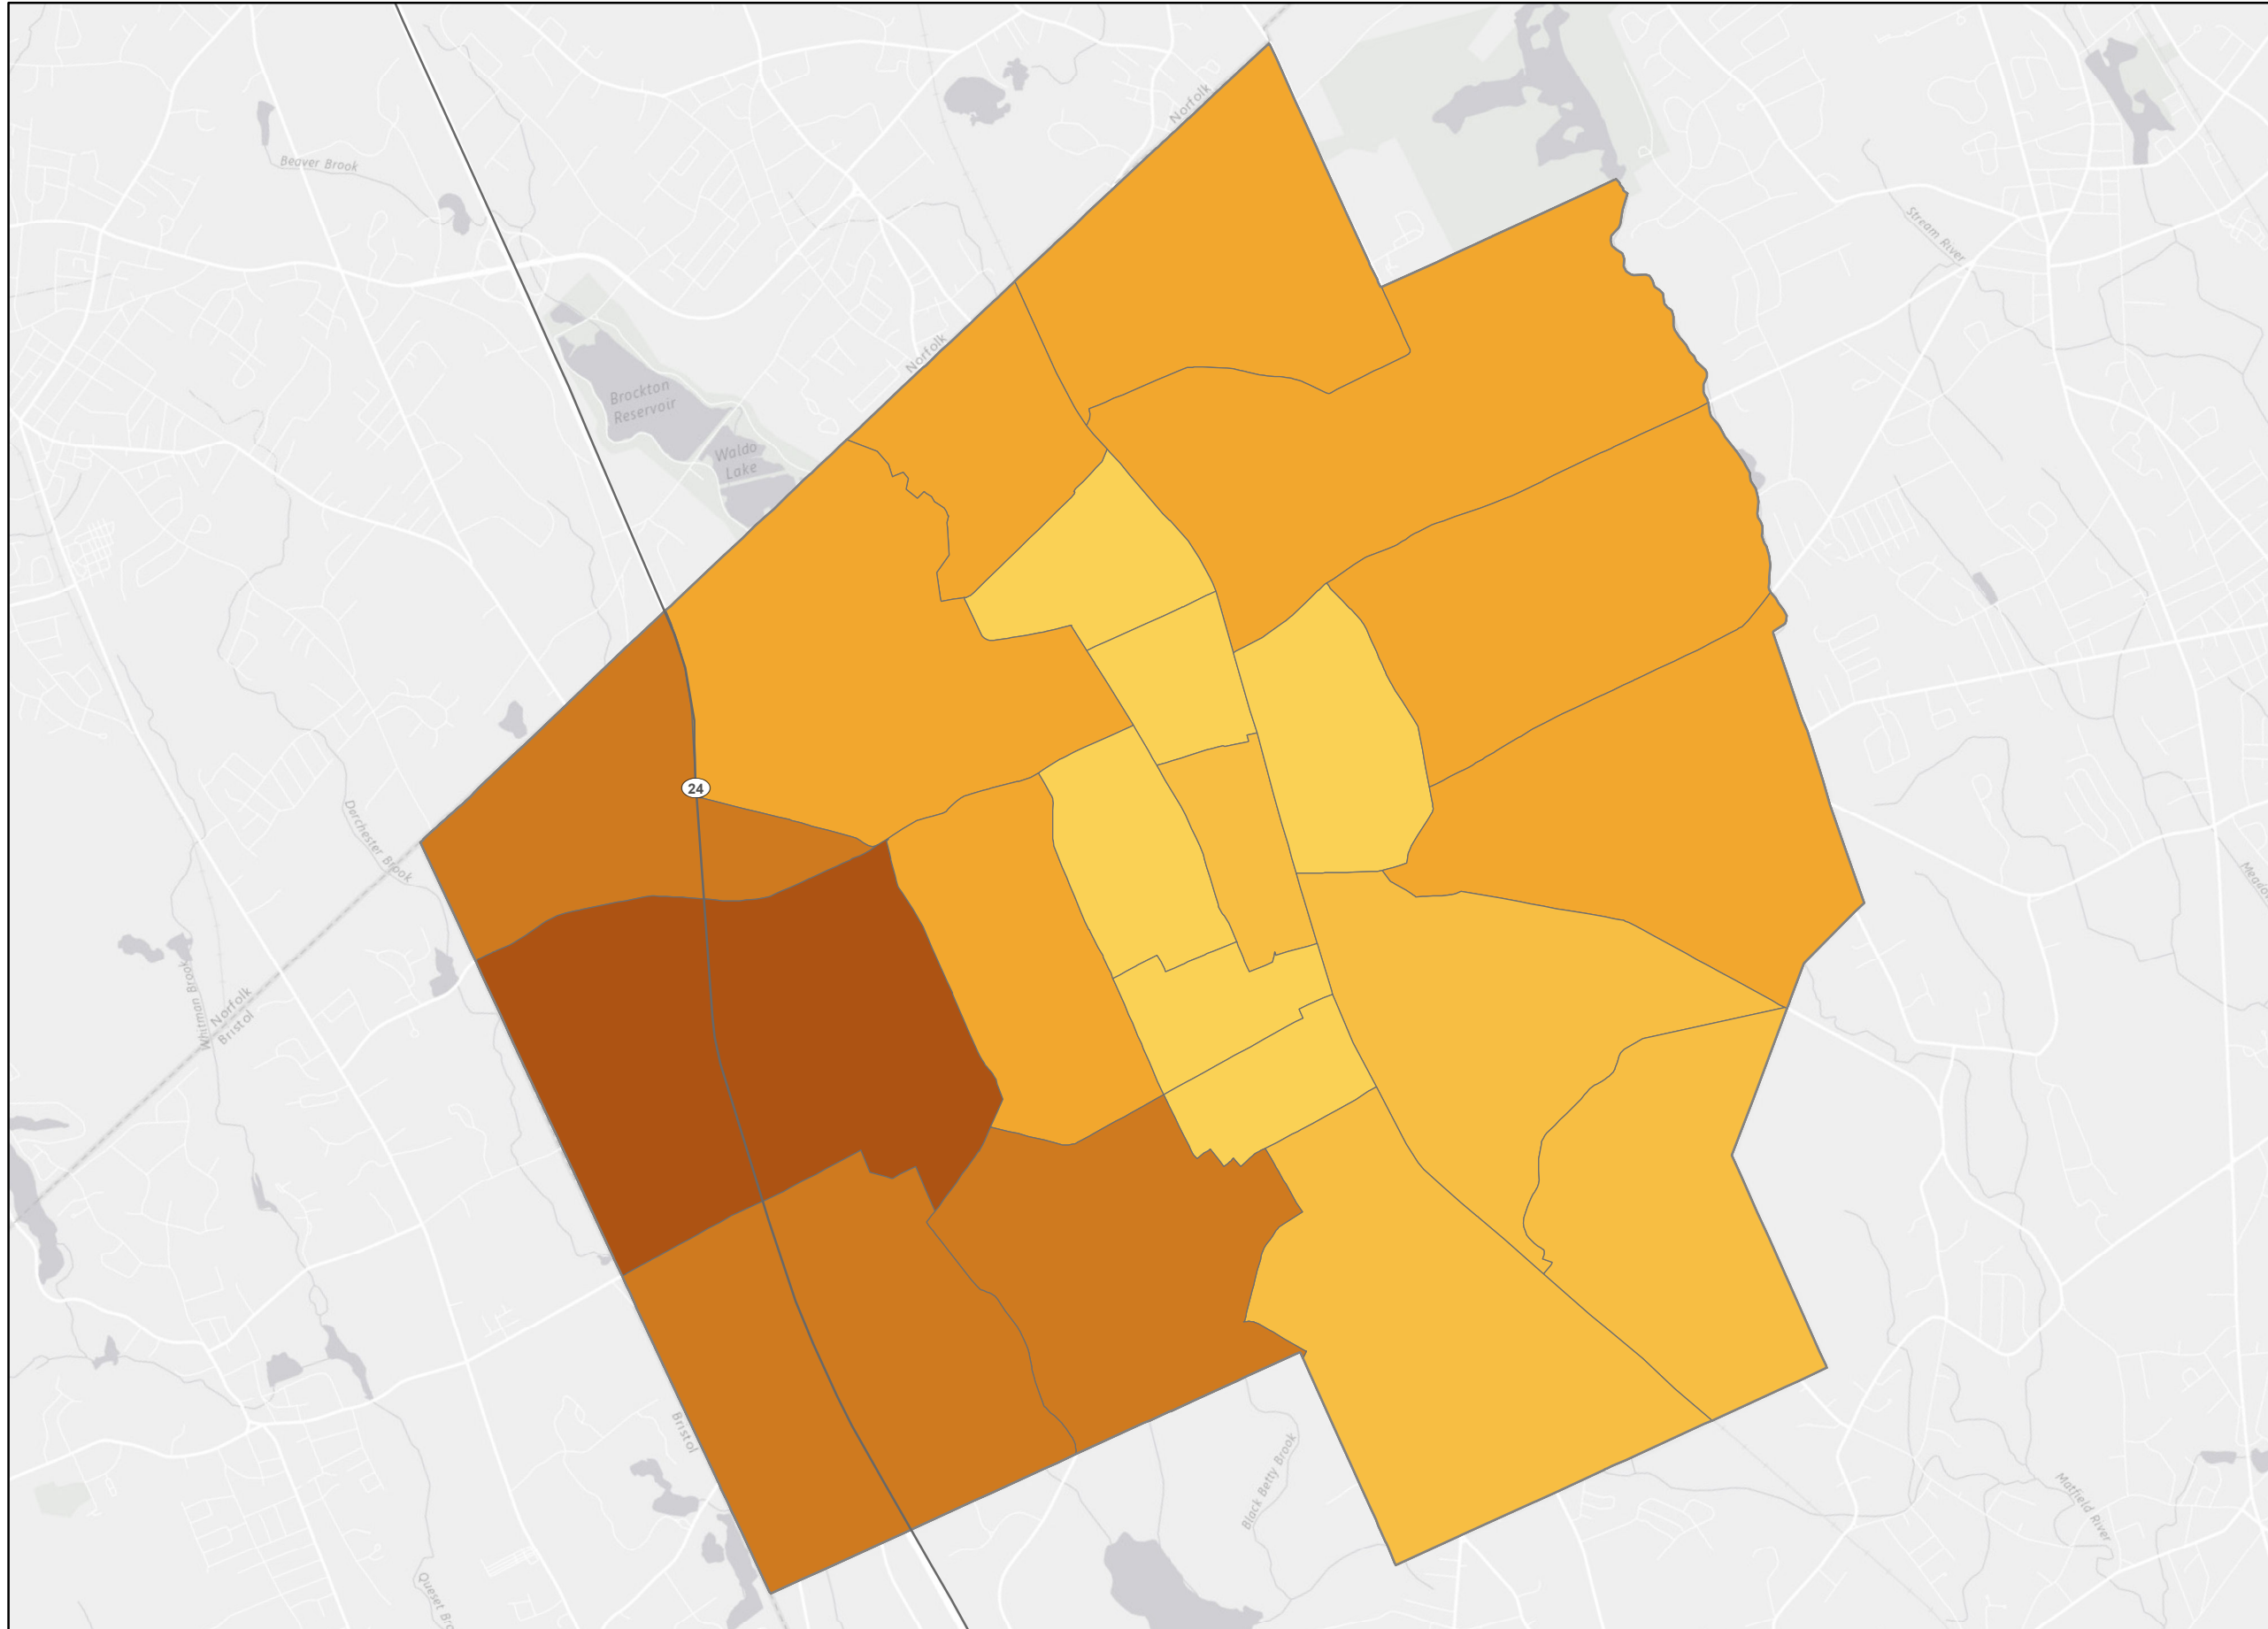 Norfolk
Beaver Brook
Stream River
Norfolk
Brockton
Reservoir
Waldo
Lake
24
Dorchester Brook
Whitman Brook
Norfolk
Bristol
Bristol
Black Betty Brook
Matfield River
Queset